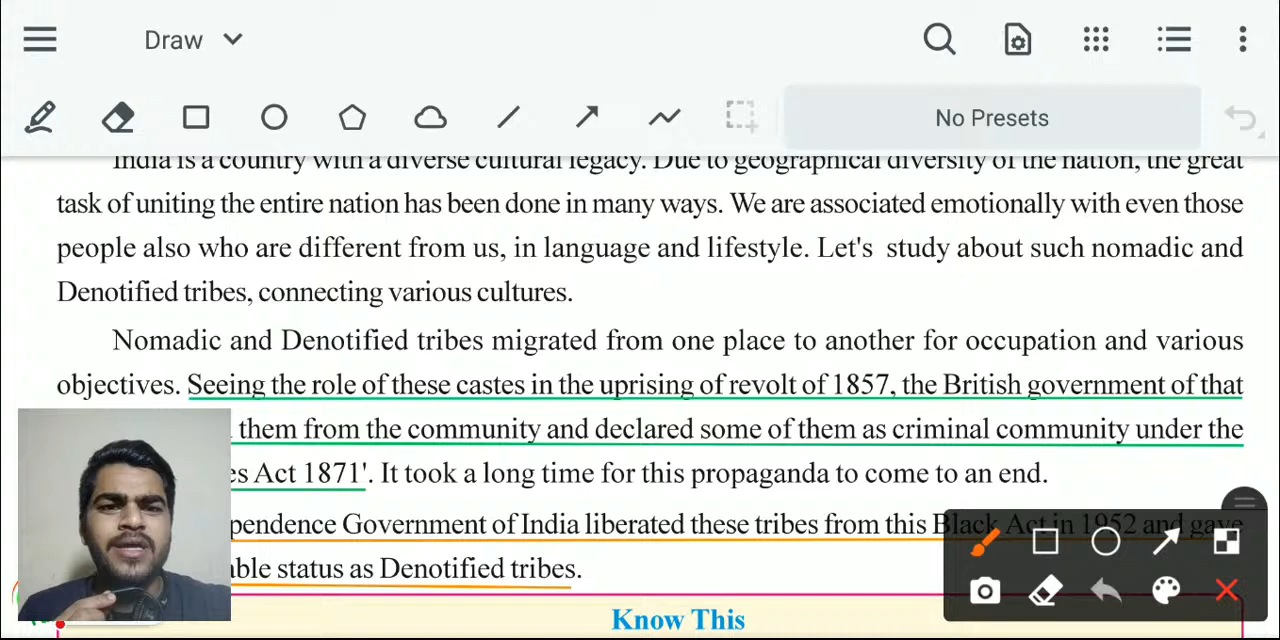 Draw
No Presets
India is a country with a diverse cultural legacy. Due to geographical diversity of the nation, the great
task of uniting the entire nation has been done in many ways. We are associated emotionally with even those
people also who are different from us, in language and lifestyle. Let's study about such nomadic and
Denotified tribes, connecting various cultures.
Nomadic and Denotified tribes migrated from one place to another for occupation and various
objectives. Seeing the role of these castes in the uprising of revolt of 1857, the British government of that
them from the community and declared some of them as criminal community under the
es Act 1871'. It took a long time for this propaganda to come to an end.
pendence Government of India liberated these tribes from this Black Act in 1952 and gave
able status as Denotified tribes.
Know This